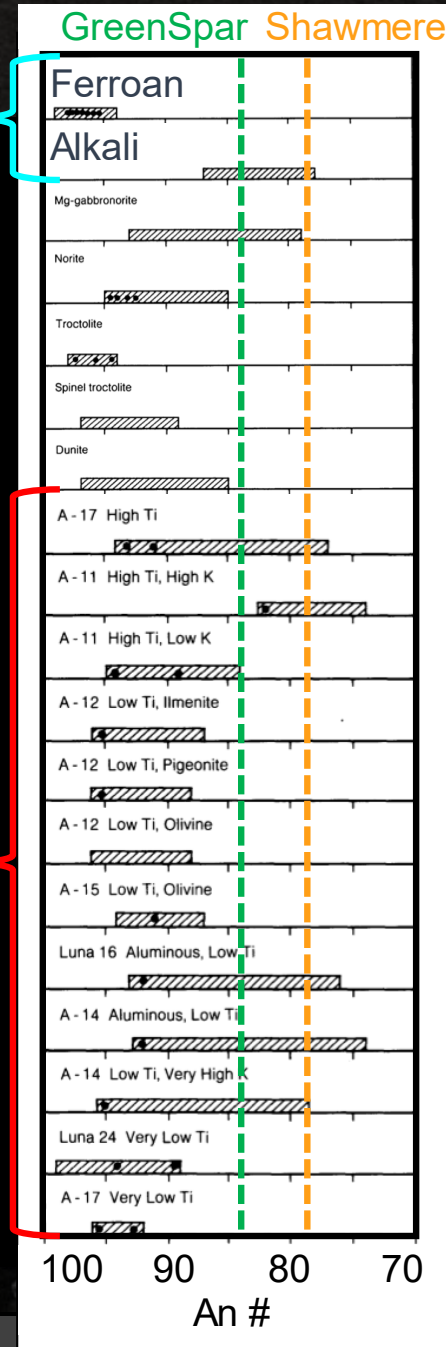 GreenSpar Shawmere
Ferroan
Alkali
Mg-gabbronorite
Norite
Troctolite
Spinel troctolite
Dunite
A - 17 High Ti
A - 11 High Ti, High K
A - 11 High Ti, Low K
A - 12 Low Ti, Ilmenite
A - 12 Low Ti, Pigeonite
A - 12 Low Ti, Olivine
A - 15 Low Ti, Olivine
Luna 16 Aluminous, Low Ti
A - 14 Aluminous, Low Ti
A - 14 Low Ti, Very High K
Luna 24 Very Low Ti
A - 17 Very Low Ti
100 90 80 70
An #